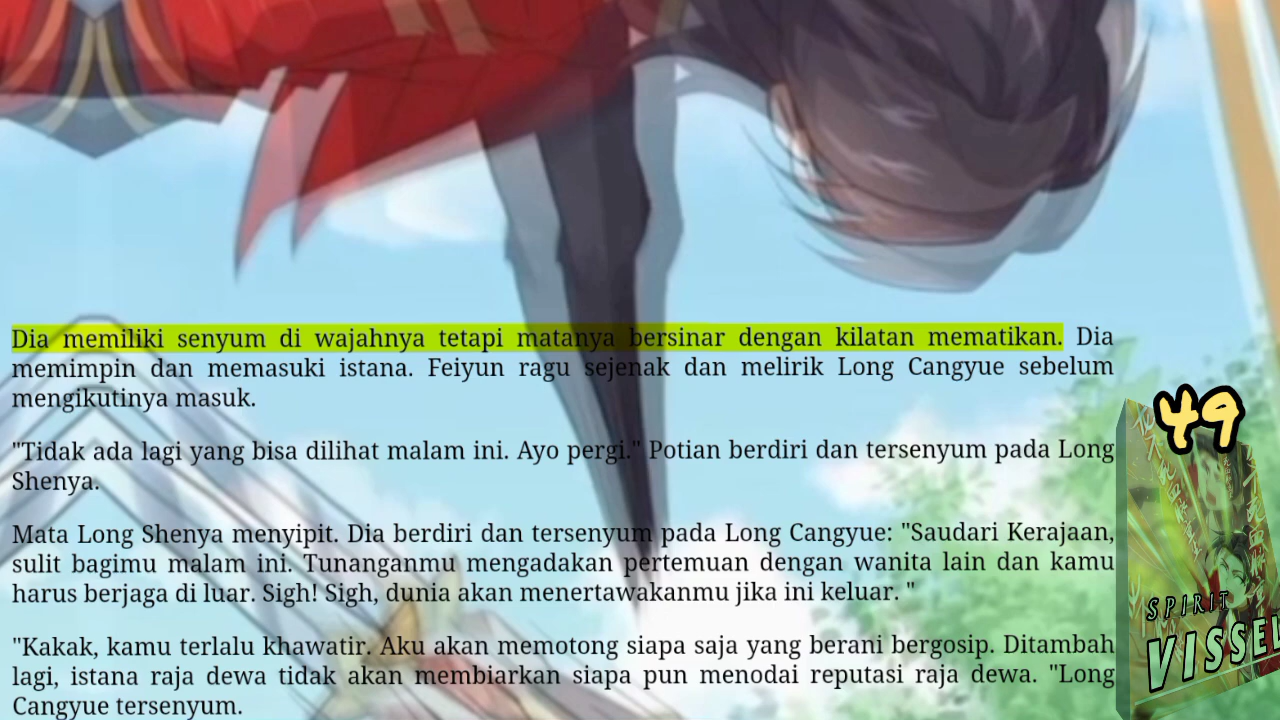 Dia memiliki senyum di wajahnya tetapi matanya bersinar dengan kilatan mematikan. Dia
memimpin dan memasuki istana. Feiyun ragu sejenak dan melirik Long Cangyue sebelum
mengikutinya masuk.
"Tidak ada lagi yang bisa dilihat malam ini. Ayo pergi." Potian berdiri dan tersenyum pada Long
Shenya.
Mata Long Shenya menyipit. Dia berdiri dan tersenyum pada Long Cangyue: "Saudari Kerajaan,
sulit bagimu malam ini. Tunanganmu mengadakan pertemuan dengan wanita lain dan kamu
harus berjaga di luar. Sigh! Sigh, dunia akan menertawakanmu jika ini keluar. "
"Kakak, kamu terlalu khawatir. Aku akan memotong siapa saja yang berani bergosip. Ditambah
lagi, istana raja dewa tidak akan membiarkan siapa pun menodai reputasi raja dewa. "Long
Cangyue tersenyum.
49
SPIRIT
VISSEL